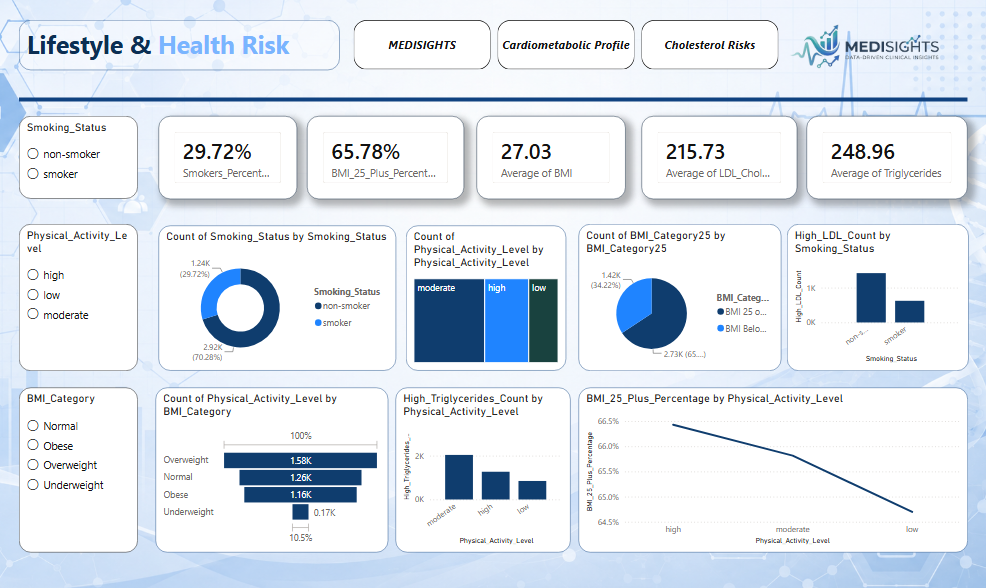 Lifestyle & Health Risk
MEDISIGHTS
Cardiometabolic Profile
Cholesterol Risks
MEDISIGHTS
DATA-DRIVEN CLINICAL INSIGHTS
Smoking_Status
non-smoker
smoker
29.72%
Smokers_Percent...
65.78%
BMI_25_Plus_Percent...
27.03
Average of BMI
215.73
Average of LDL_Chol...
248.96
Average of Triglycerides
Physical_Activity_Le
vel
high
low
moderate
Count of Smoking_Status by Smoking_Status
1.24K
(29.72%)
2.92K
(70.28%)
Smoking_Status
non-smoker
smoker
Count of
Physical_Activity_Level by
Physical_Activity_Level
moderate
high
low
Count of BMI_Category25 by
BMI_Category25
1.42K
(34.22%)
2.73K (65....)
BMI_Categ...
BMI 25 o...
BMI Belo...
High_LDL_Count by
Smoking_Status
High_LDL_Count
1K
0K
non-s...
smoker
Smoking_Status
BMI_Category
Normal
Obese
Overweight
Underweight
Count of Physical_Activity_Level by
BMI_Category
100%
Overweight
1.58K
Normal
1.26K
Obese
1.16K
Underweight
0.17K
10.5%
High_Triglycerides_Count by
Physical_Activity_Level
High_Triglycerides_...
2K
0K
moderate
high
low
Physical_Activity_Level
BMI_25_Plus_Percentage by Physical_Activity_Level
BMI_25_Plus_Percentage
66.5%
66.0%
65.5%
65.0%
64.5%
high
moderate
low
Physical_Activity_Level